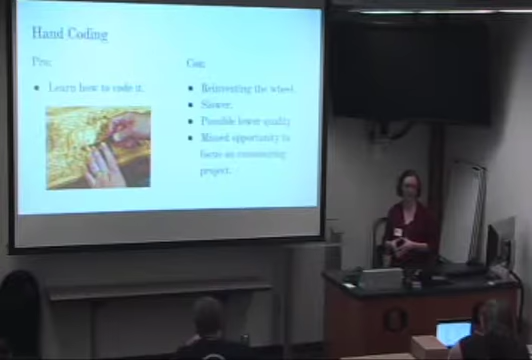 Hand Coding
Pro:
Con:
• Learn how to code it.
• Reinventing the wheel.
• Slower.
• Possible lower quality
• Missed opportunity to
focus on
project.